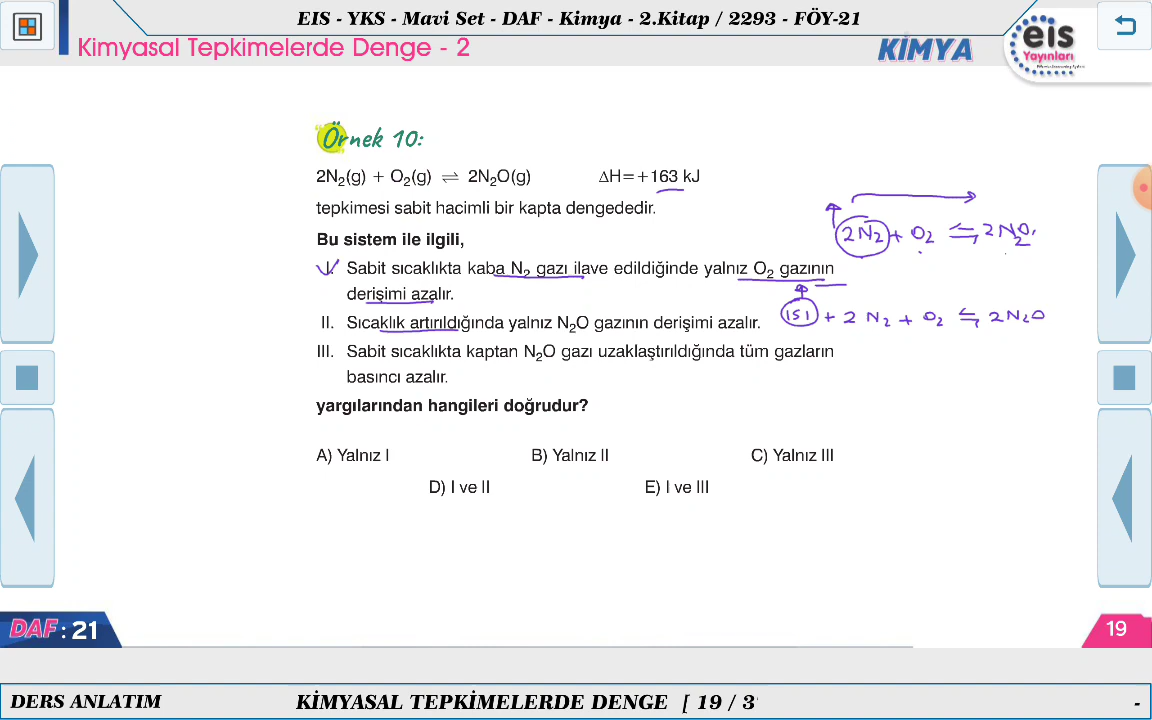 EIS - YKS - Mavi Set - DAF - Kimya - 2.Kitap / 2293 - FÖY-21
Kimyasal Tepkimelerde Denge - 2
KİMYA
eis
Yayınları
Örnek 10:
2N₂(g) + O₂(g) ⇌ 2N₂O(g) ΔH=+163 kJ
tepkimesi sabit hacimli bir kapta dengededir.
Bu sistem ile ilgili,
I. Sabit sıcaklıkta kaba N₂ gazı ilave edildiğinde yalnız O₂ gazının
derişimi azalır.
II. Sıcaklık artırıldığında yalnız N₂O gazının derişimi azalır.
III. Sabit sıcaklıkta kaptan N₂O gazı uzaklaştırıldığında tüm gazların
basıncı azalır.
yargılarından hangileri doğrudur?
A) Yalnız I B) Yalnız II C) Yalnız III
D) I ve II E) I ve III
2N₂ + O₂ ⇌ 2N₂O
ISI + 2N₂ + O₂ ⇌ 2N₂O
DAF : 21
19
DERS ANLATIM KİMYASAL TEPKİMELERDE DENGE [ 19 / 3 -